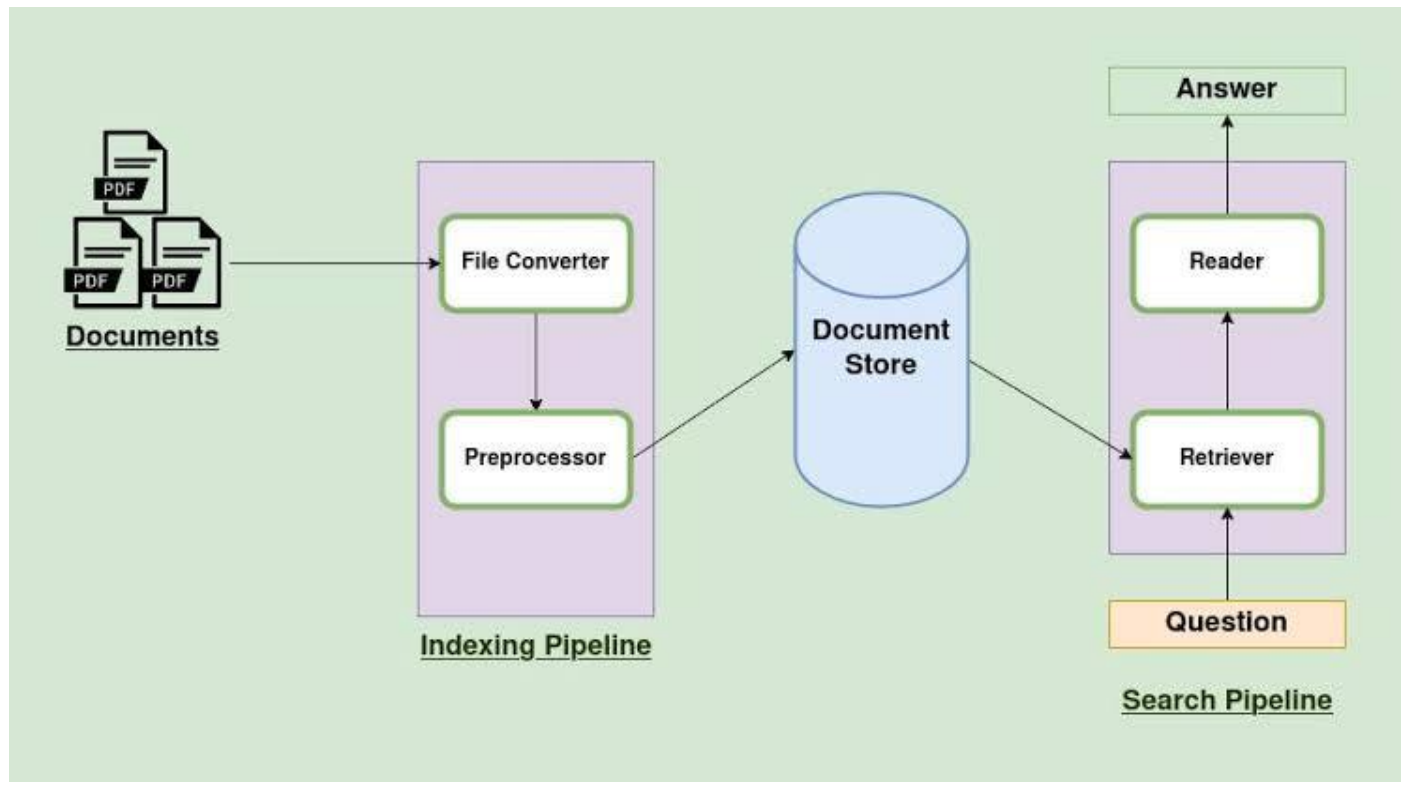 PDF
PDF
PDF
Documents
File Converter
Preprocessor
Indexing Pipeline
Document
Store
Answer
Reader
Retriever
Question
Search Pipeline